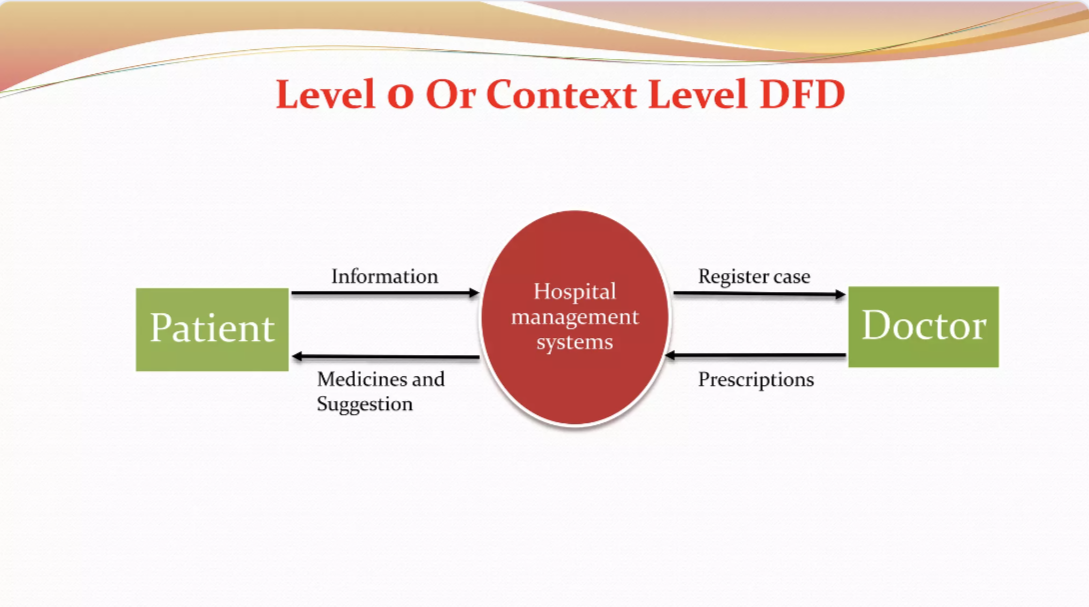 Level 0 Or Context Level DFD
Information
Register case
Patient
Hospital
management
systems
Doctor
Medicines and
Suggestion
Prescriptions